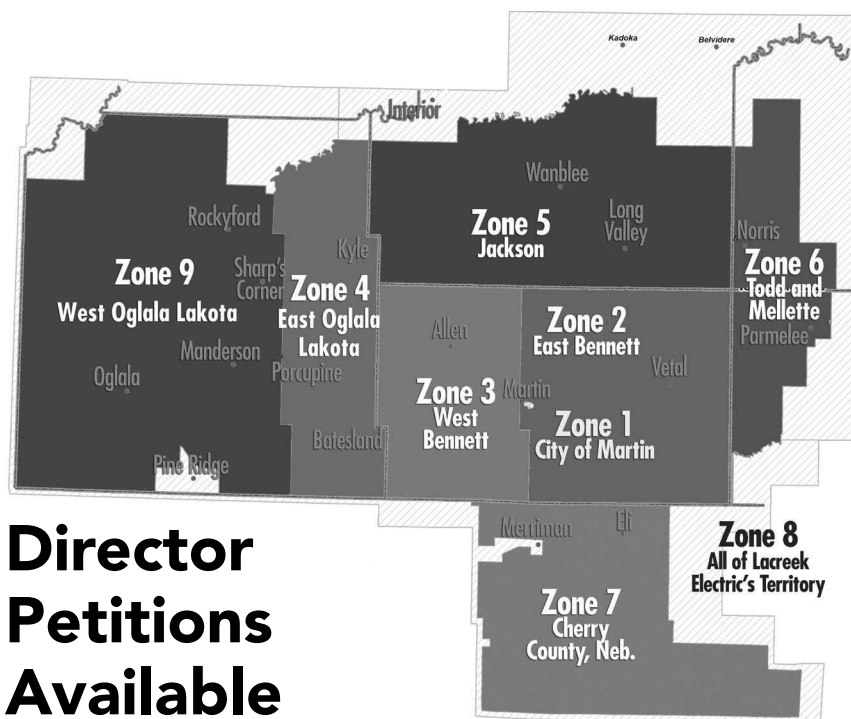 Kadoka
Belvidere
Interior
Wanblee
Rockyford
Zone 5
Jackson
Long
Valley
Norris
Kyle
Zone 9
West Oglala Lakota
Sharp's
Corner
Zone 4
East Oglala
Lakota
Zone 6
Todd and
Mellette
Parmelee
Allen
Zone 2
East Bennett
Manderson
Oglala
Porcupine
Vetal
Zone 3
West
Bennett
Martin
Zone 1
City of Martin
Batesland
Pine Ridge
Merriman
Eli
Zone 8
All of Lacreek
Electric's Territory
Zone 7
Cherry
County, Neb.
Director
Petitions
Available